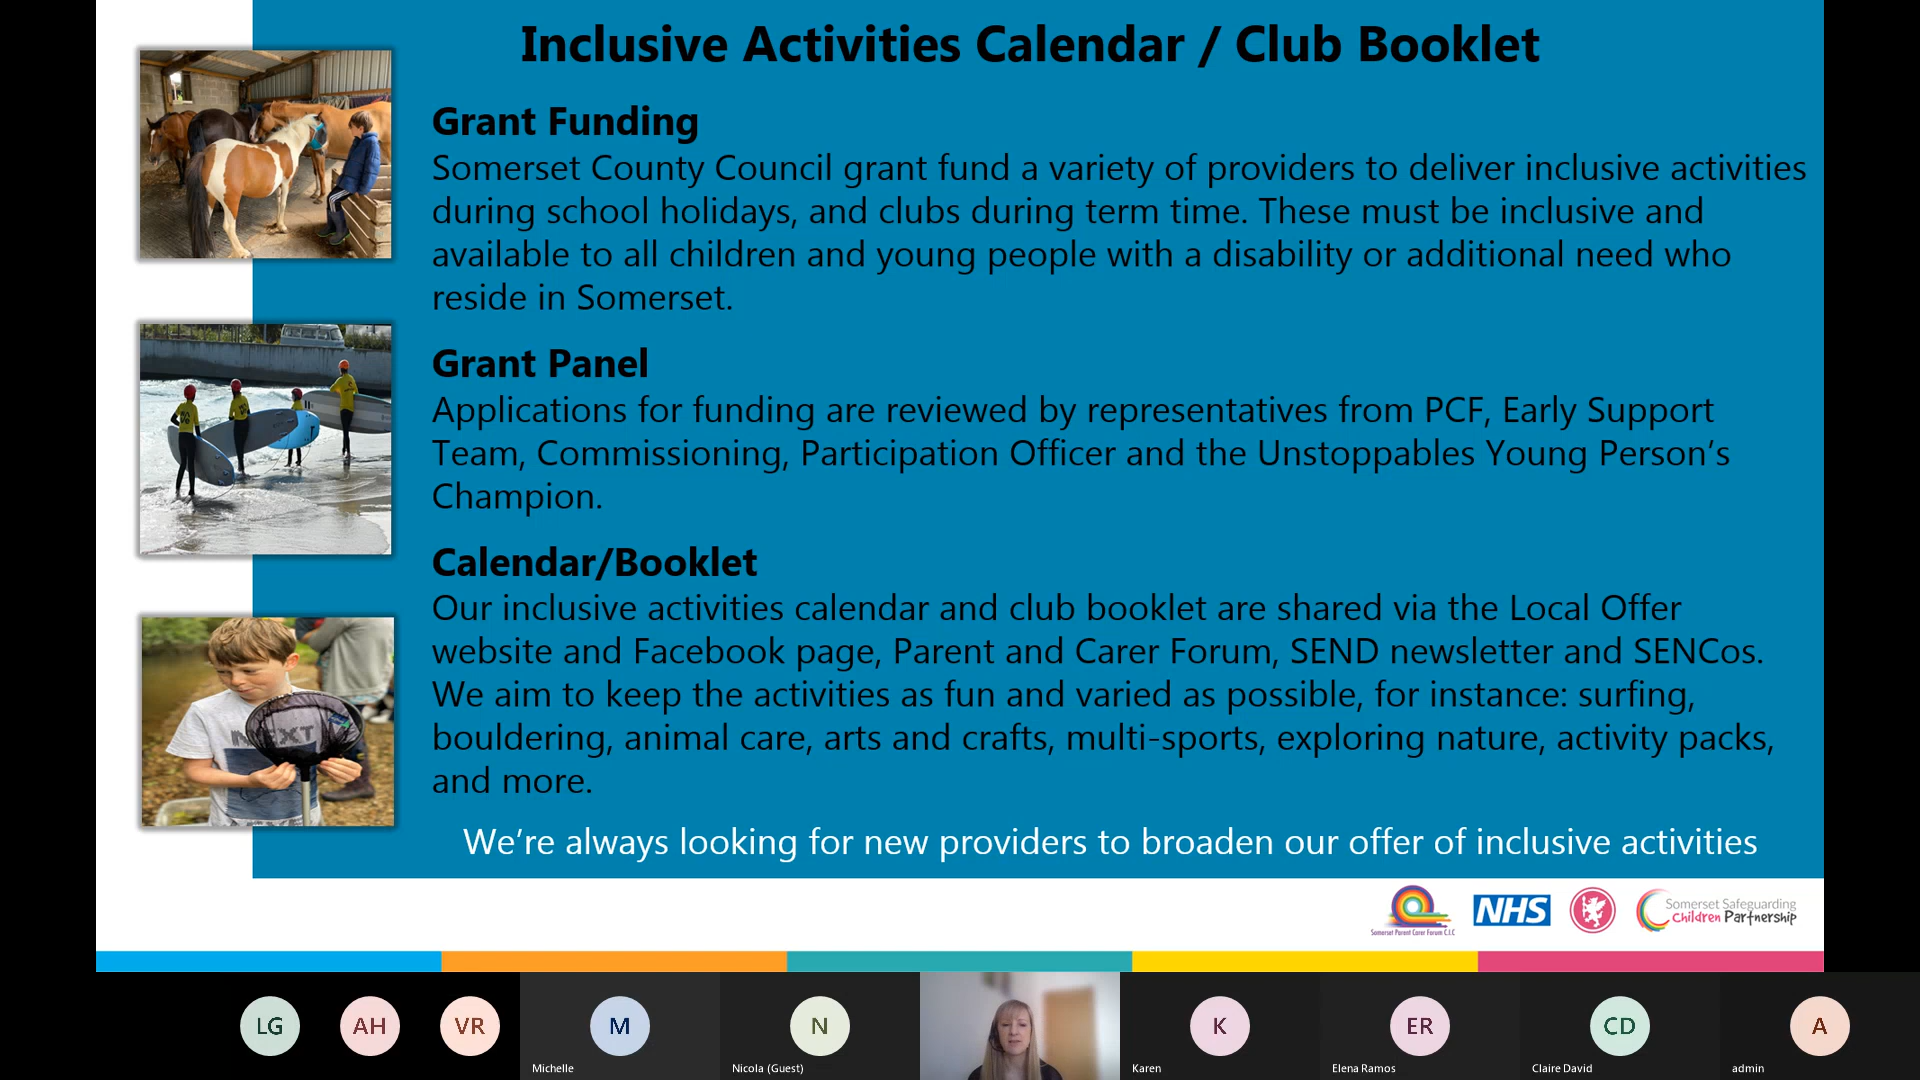 Inclusive Activities Calendar / Club Booklet
Grant Funding
Somerset County Council grant fund a variety of providers to deliver inclusive activities
during school holidays, and clubs during term time. These must be inclusive and
available to all children and young people with a disability or additional need who
reside in Somerset.
Grant Panel
Applications for funding are reviewed by representatives from PCF, Early Support
Team, Commissioning, Participation Officer and the Unstoppables Young Person’s
Champion.
Calendar/Booklet
Our inclusive activities calendar and club booklet are shared via the Local Offer
website and Facebook page, Parent and Carer Forum, SEND newsletter and SENCos.
We aim to keep the activities as fun and varied as possible, for instance: surfing,
bouldering, animal care, arts and crafts, multi-sports, exploring nature, activity packs,
and more.
We’re always looking for new providers to broaden our offer of inclusive activities
NEXT
Somerset Parent Carer Forum C.I.C
NHS
Somerset Safeguarding
Children Partnership
LG
AH
VR
M
N
K
ER
CD
A
Michelle
Nicola (Guest)
Karen
Elena Ramos
Claire David
admin